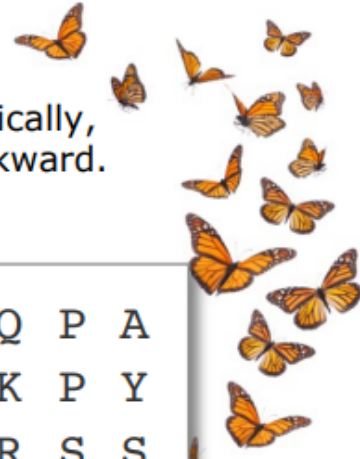 ically,
kward.
Q P A
K P Y
R S S